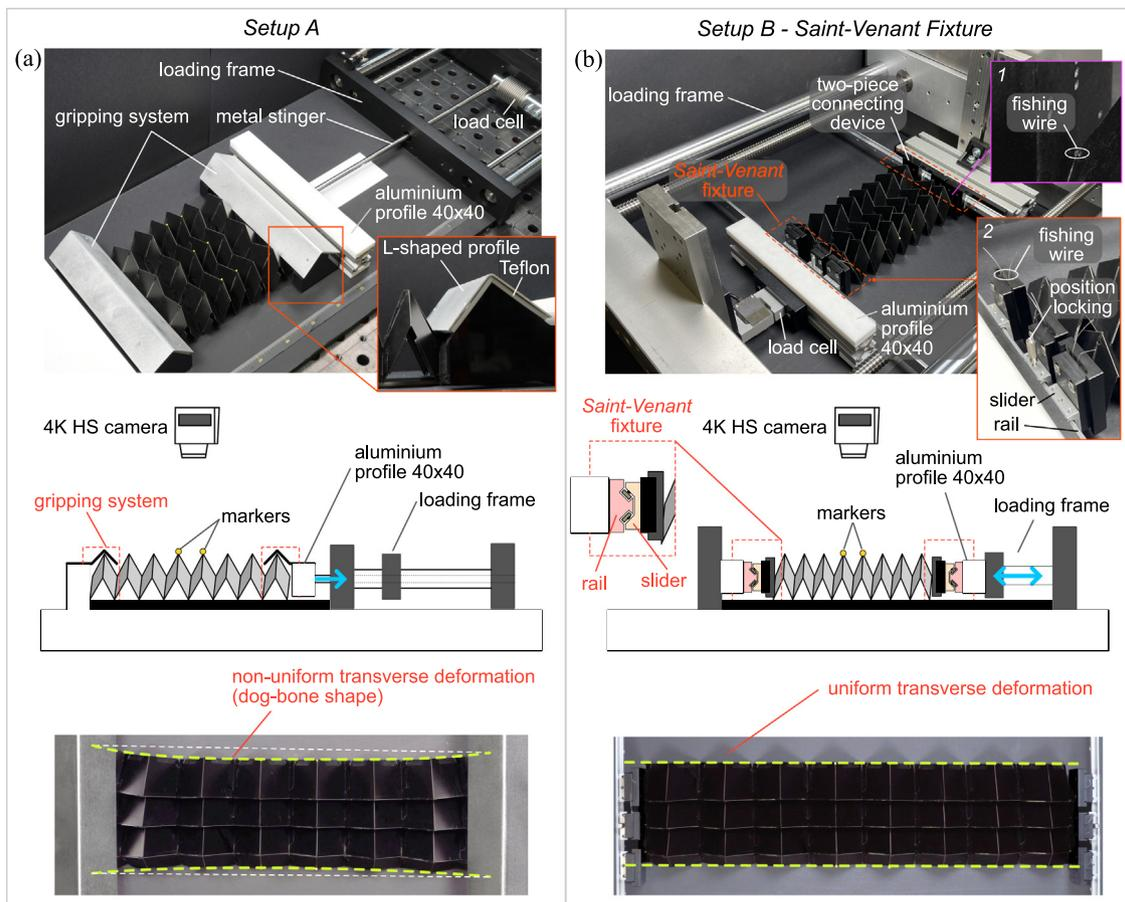 Setup A
(a)
loading frame
gripping system
metal stinger
load cell
aluminium
profile 40x40
L-shaped profile
Teflon
4K HS camera
aluminium
profile 40x40
gripping system
markers
loading frame
non-uniform transverse deformation
(dog-bone shape)
Setup B - Saint-Venant Fixture
(b)
loading frame
two-piece
connecting
device
1
fishing
wire
Saint-Venant
fixture
2
fishing
wire
position
locking
aluminium
profile 40x40
load cell
slider
rail
Saint-Venant
fixture
4K HS camera
aluminium
profile 40x40
markers
loading frame
rail
slider
uniform transverse deformation